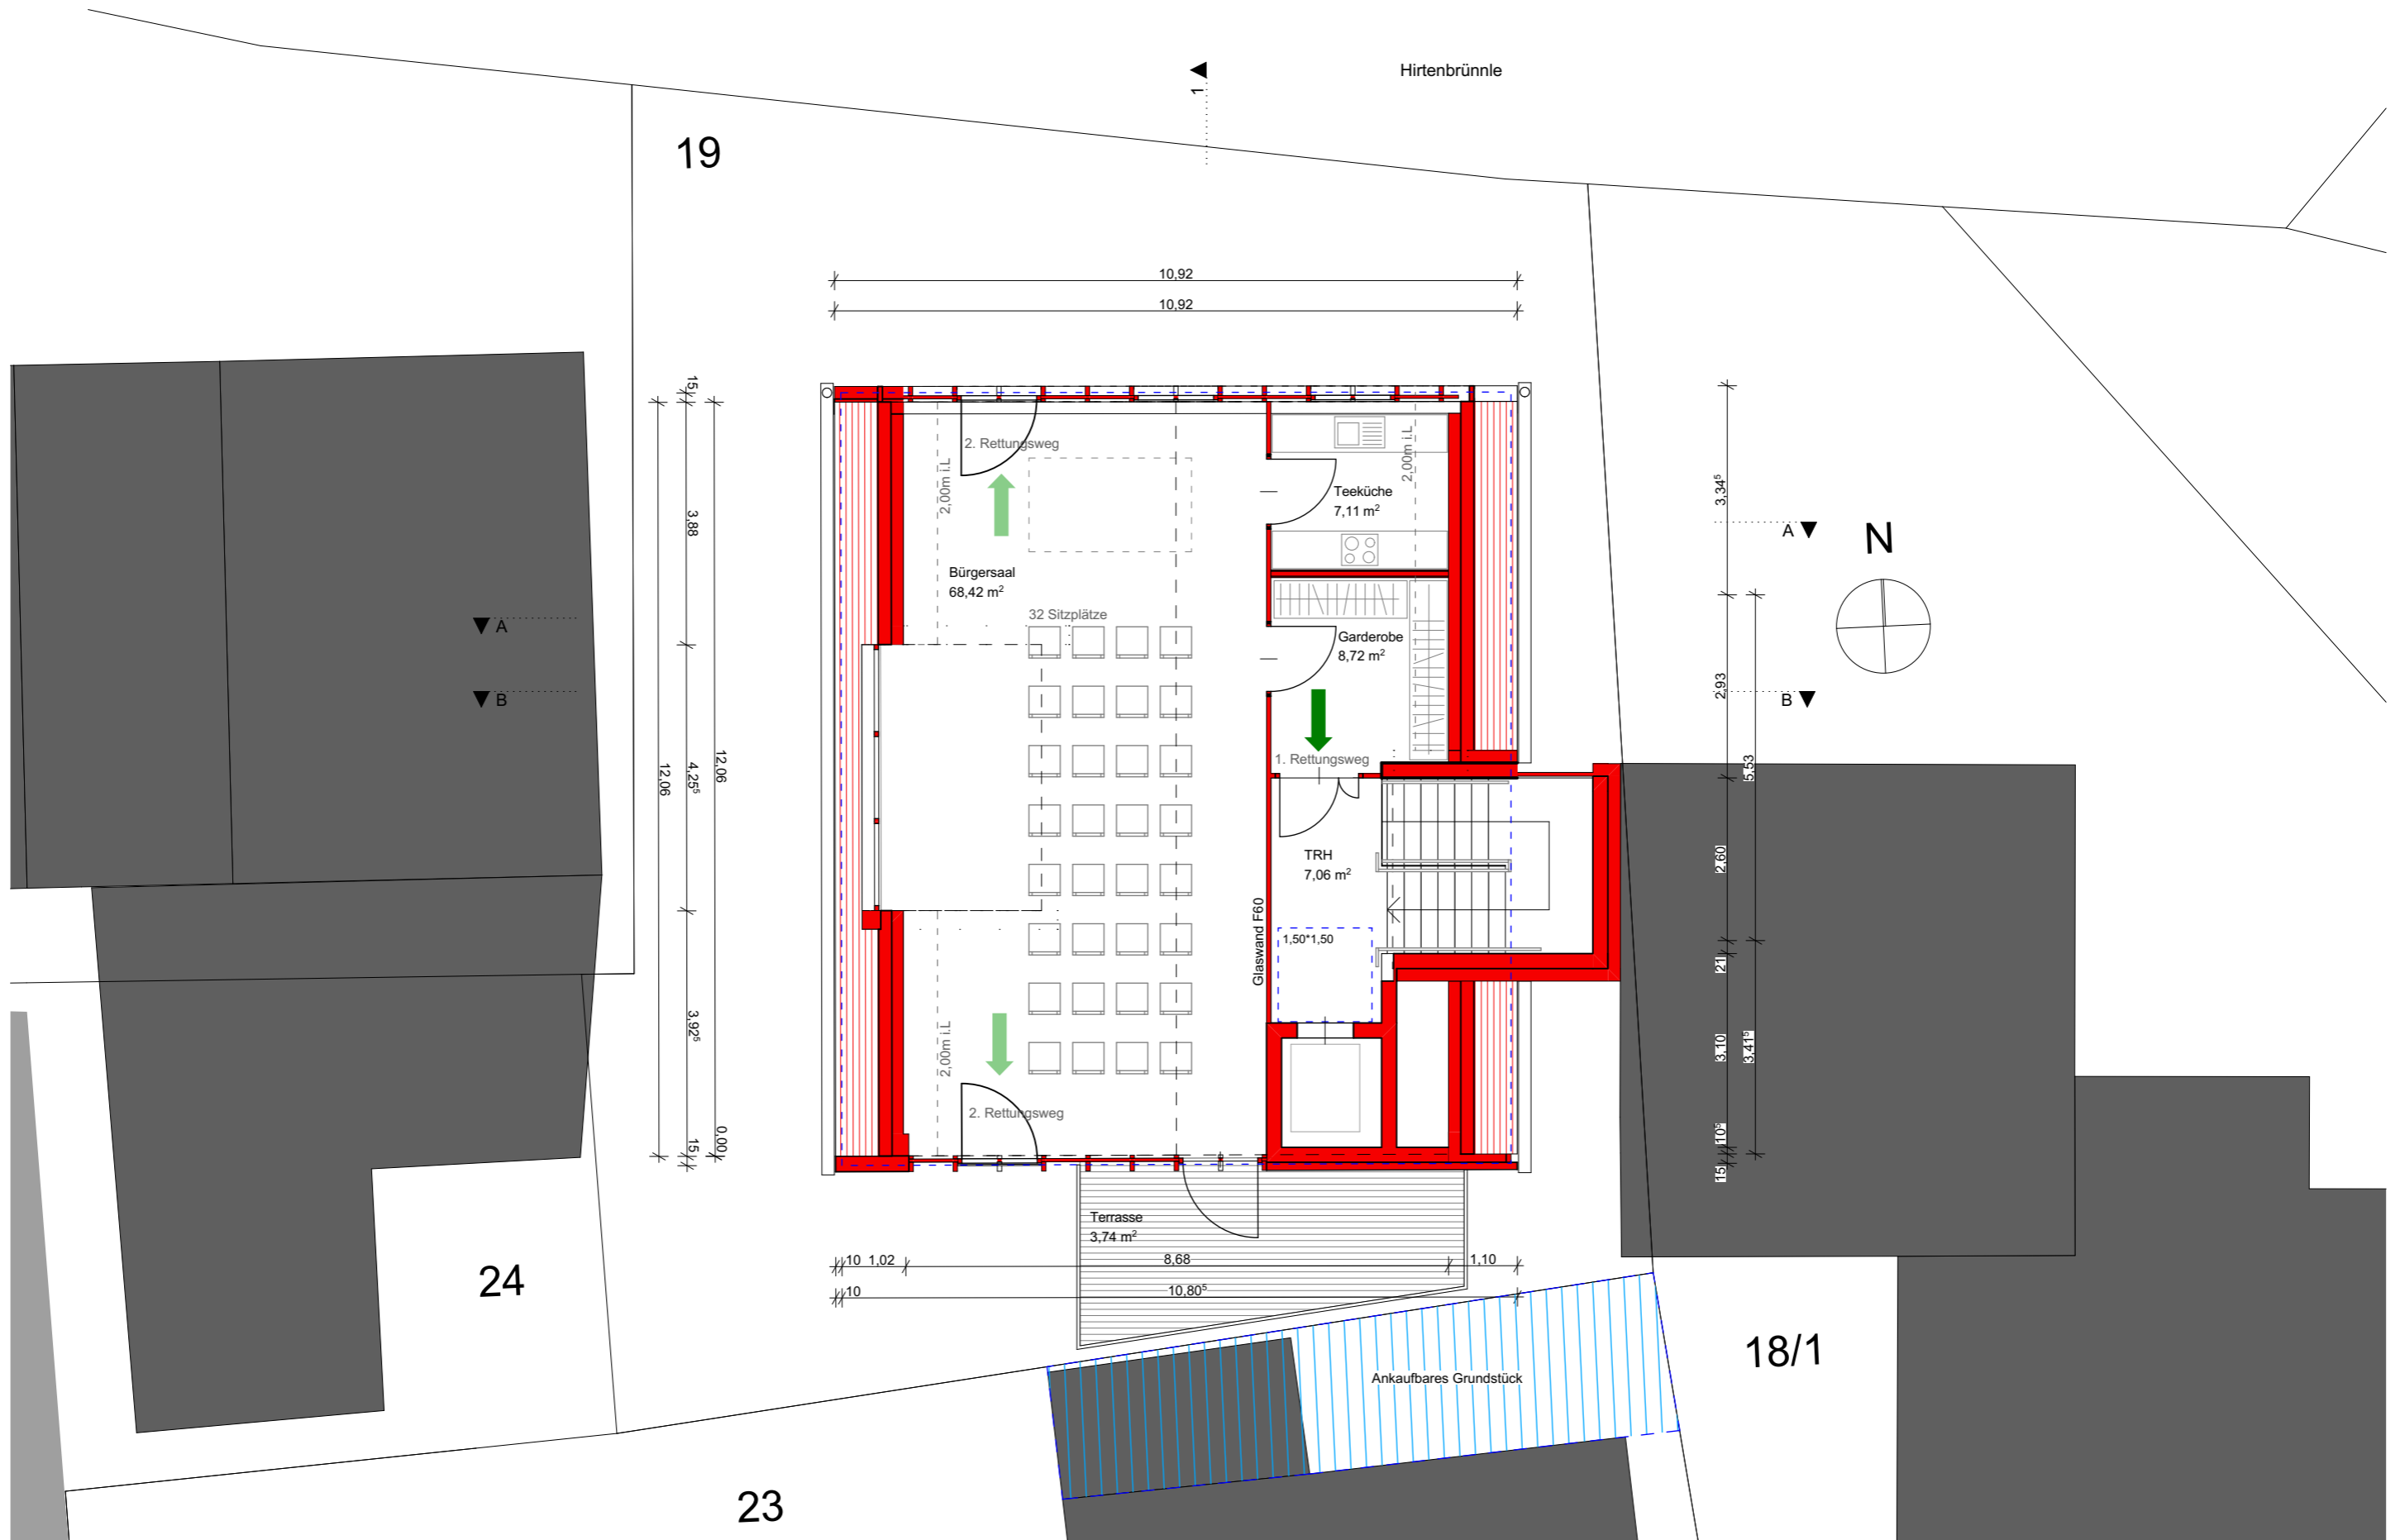 Hirtenbrünnle
1
19
10,92
10,92
15
3,88
4,25⁵
3,92⁵
15
12,06
12,06
0,00
2. Rettungsweg
2,00m i.L
2,00m i.L
Teeküche
7,11 m²
Bürgersaal
68,42 m²
32 Sitzplätze
Garderobe
8,72 m²
1. Rettungsweg
TRH
7,06 m²
Glaswand F60
1,50*1,50
2,00m i.L
2. Rettungsweg
A
B
A
B
N
3,34⁵
2,93
5,53
2,60
21
3,10
3,41⁵
10⁵
15
Terrasse
3,74 m²
10 1,02 8,68 1,10
10 10,80⁵
24
18/1
Ankaufbares Grundstück
23